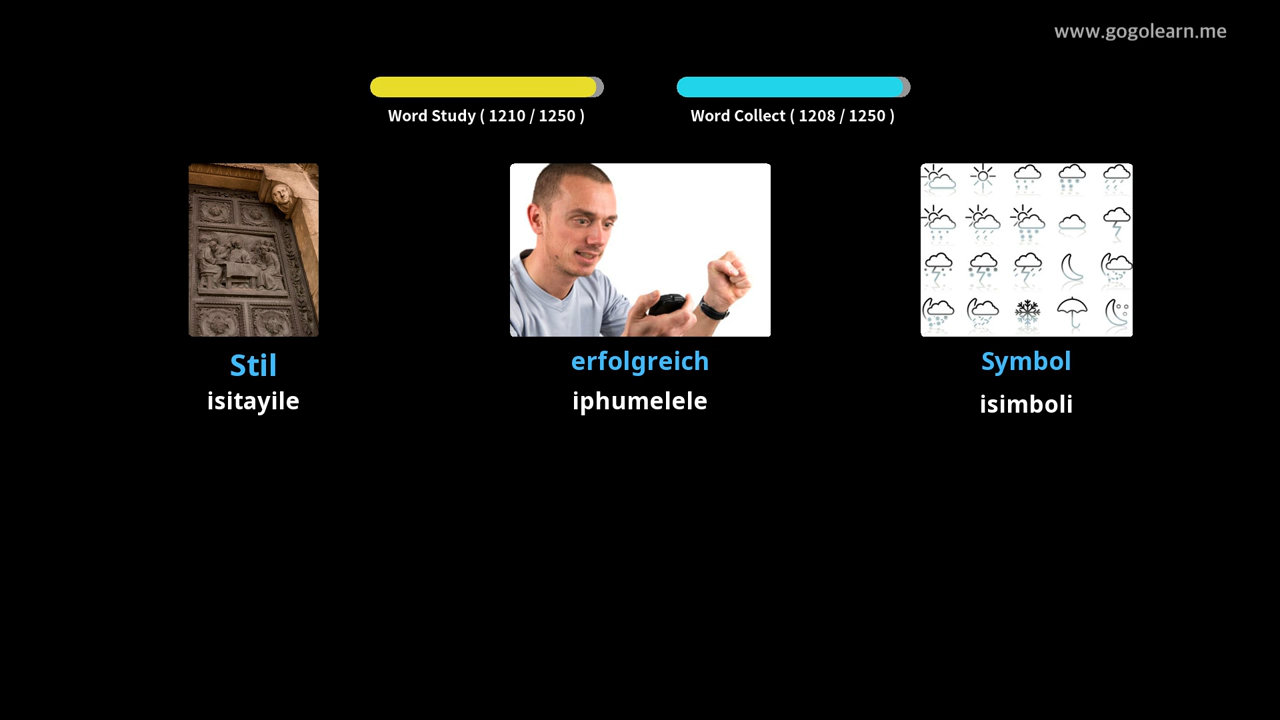 www.gogolearn.me
Word Study ( 1210 / 1250 )
Word Collect ( 1208 / 1250 )
Stil
isitayile
erfolgreich
iphumelele
Symbol
isimboli